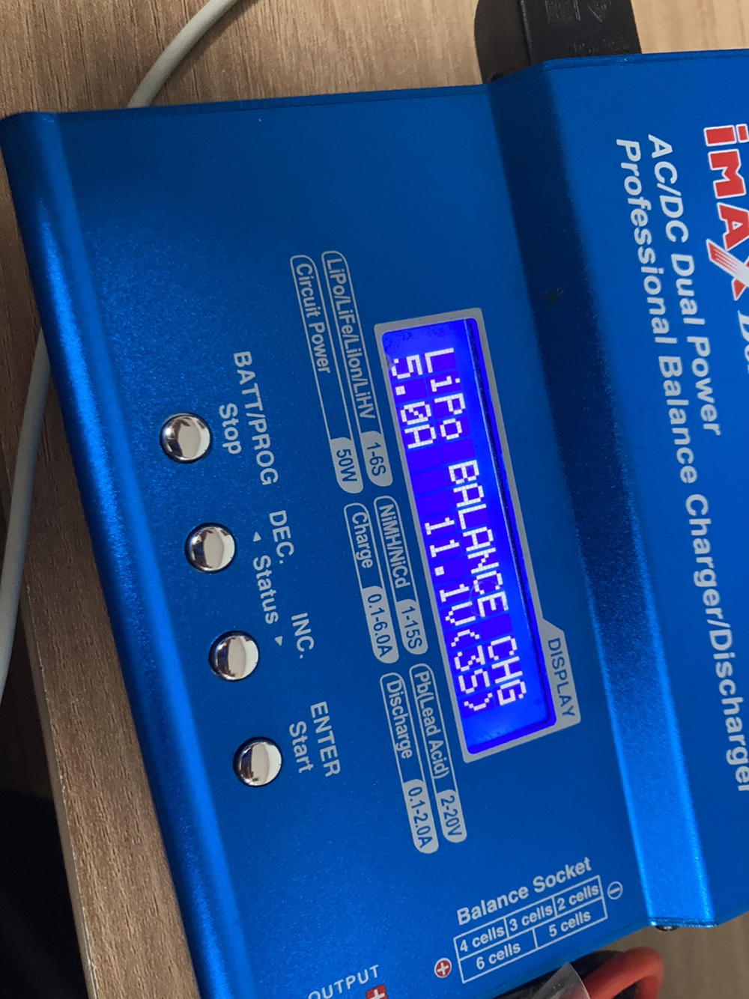 iMAX
AC/DC Dual Power
Professional Balance Charger/Discharger
DISPLAY
LiPo BALANCE CHG
5.0A 11.1V(3S)
LiPo/LiFe/LiIon/LiHV 1-6S NiMH/NiCd 1-15S Pb(Lead Acid) 2-20V
Circuit Power 50W Charge 0.1-6.0A Discharge 0.1-2.0A
BATT/PROG DEC. INC. ENTER
Stop ◄ Status ► Start
Balance Socket
4 cells 3 cells 2 cells
6 cells 5 cells
OUTPUT